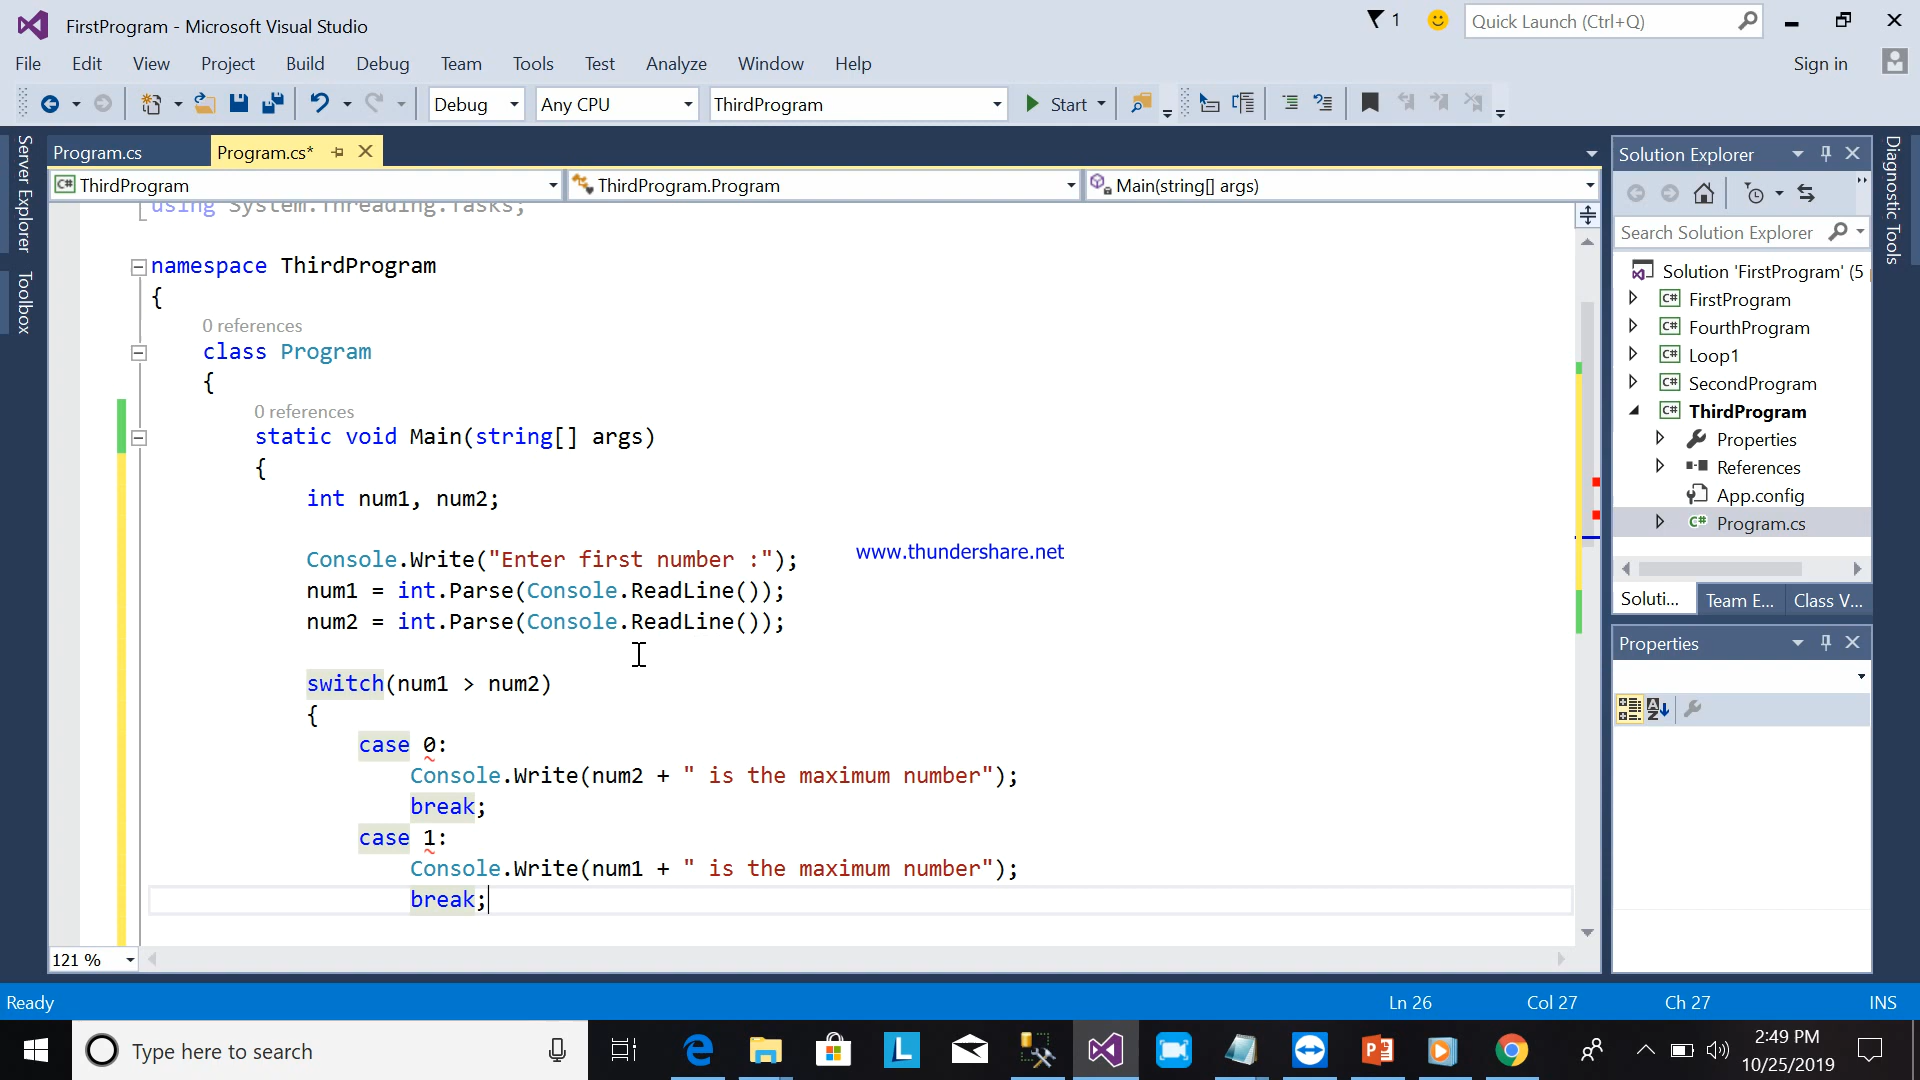 FirstProgram - Microsoft Visual Studio
1
Quick Launch (Ctrl+Q)
File Edit View Project Build Debug Team Tools Test Analyze Window Help
Sign in
Debug
Any CPU
ThirdProgram
Start
Server Explorer
Toolbox
Program.cs
Program.cs*
ThirdProgram
ThirdProgram.Program
Main(string[] args)
using System.Threading.Tasks;
namespace ThirdProgram
{
0 references
class Program
{
0 references
static void Main(string[] args)
{
int num1, num2;
Console.Write("Enter first number :");
num1 = int.Parse(Console.ReadLine());
num2 = int.Parse(Console.ReadLine());
switch(num1 > num2)
{
case 0:
Console.Write(num2 + " is the maximum number");
break;
case 1:
Console.Write(num1 + " is the maximum number");
break;
www.thundershare.net
121 %
Solution Explorer
Search Solution Explorer
Solution 'FirstProgram' (5
C# FirstProgram
C# FourthProgram
C# Loop1
C# SecondProgram
C# ThirdProgram
Properties
References
App.config
C# Program.cs
Soluti... Team E... Class V...
Properties
Diagnostic Tools
Ready
Ln 26
Col 27
Ch 27
INS
Type here to search
2:49 PM
10/25/2019